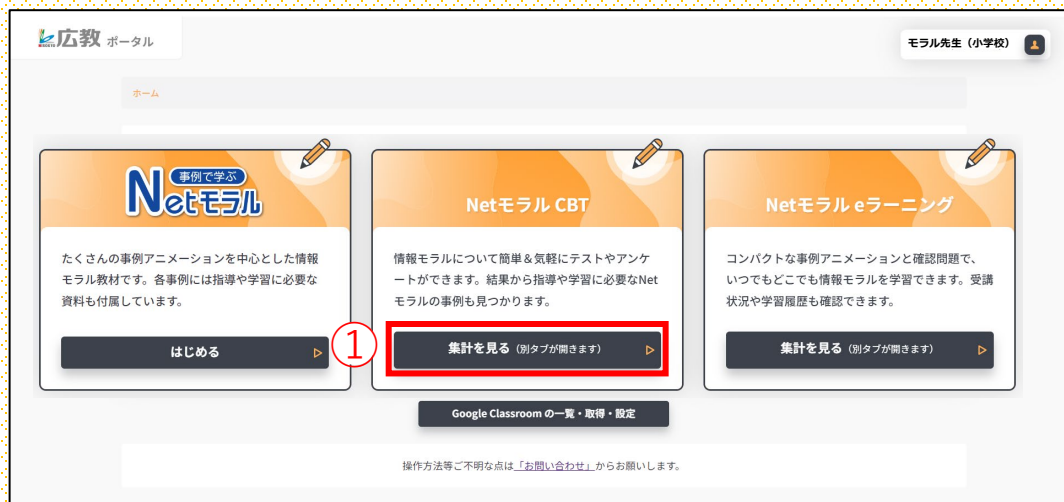 広教 ポータル
モラル先生（小学校）
ホーム
事例で学ぶ
Netモラル
たくさんの事例アニメーションを中心とした情報
モラル教材です。各事例には指導や学習に必要な
資料も付属しています。
はじめる
Netモラル CBT
情報モラルについて簡単＆気軽にテストやアンケ
ートができます。結果から指導や学習に必要なNet
モラルの事例も見つかります。
①
集計を見る（別タブが開きます）
Netモラル eラーニング
コンパクトな事例アニメーションと確認問題で、
いつでもどこでも情報モラルを学習できます。受講
状況や学習履歴も確認できます。
集計を見る（別タブが開きます）
Google Classroom の一覧・取得・設定
操作方法等ご不明な点は「お問い合わせ」からお願いします。